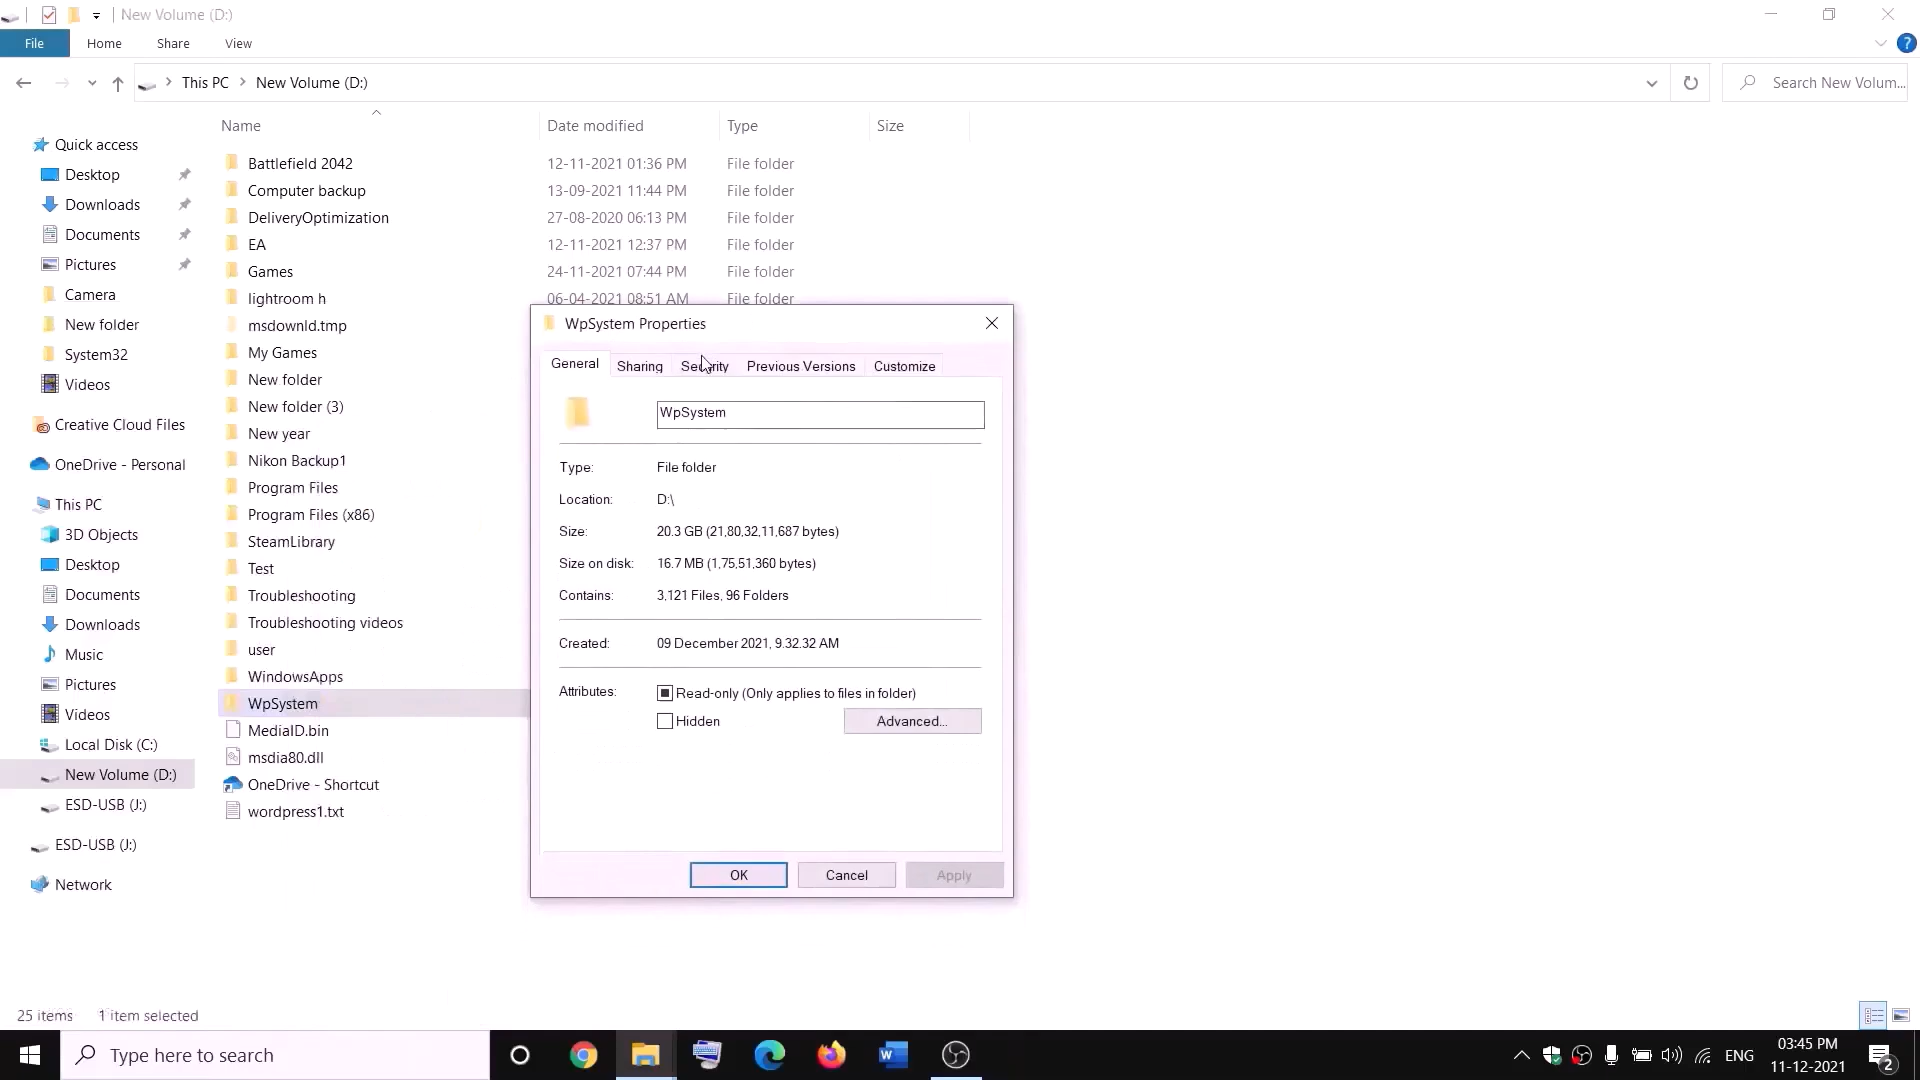 New Volume (D:)
File Home Share View
This PC New Volume (D:) Search New Volum...
Name Date modified Type Size
Quick access
Desktop
Downloads
Documents
Pictures
Camera
New folder
System32
Videos
Creative Cloud Files
OneDrive - Personal
This PC
3D Objects
Desktop
Documents
Downloads
Music
Pictures
Videos
Local Disk (C:)
New Volume (D:)
ESD-USB (J:)
ESD-USB (J:)
Network
Battlefield 2042 12-11-2021 01:36 PM File folder
Computer backup 13-09-2021 11:44 PM File folder
DeliveryOptimization 27-08-2020 06:13 PM File folder
EA 12-11-2021 12:37 PM File folder
Games 24-11-2021 07:44 PM File folder
lightroom h 06-04-2021 08:51 AM File folder
msdownld.tmp
My Games
New folder
New folder (3)
New year
Nikon Backup1
Program Files
Program Files (x86)
SteamLibrary
Test
Troubleshooting
Troubleshooting videos
user
WindowsApps
WpSystem
MediaID.bin
msdia80.dll
OneDrive - Shortcut
wordpress1.txt
WpSystem Properties
General Sharing Security Previous Versions Customize
WpSystem
Type: File folder
Location: D:\
Size: 20.3 GB (21,80,32,11,687 bytes)
Size on disk: 16.7 MB (1,75,51,360 bytes)
Contains: 3,121 Files, 96 Folders
Created: 09 December 2021, 9.32.32 AM
Attributes: Read-only (Only applies to files in folder)
Hidden Advanced...
OK Cancel Apply
25 items 1 item selected
Type here to search
ENG
03:45 PM
11-12-2021
2